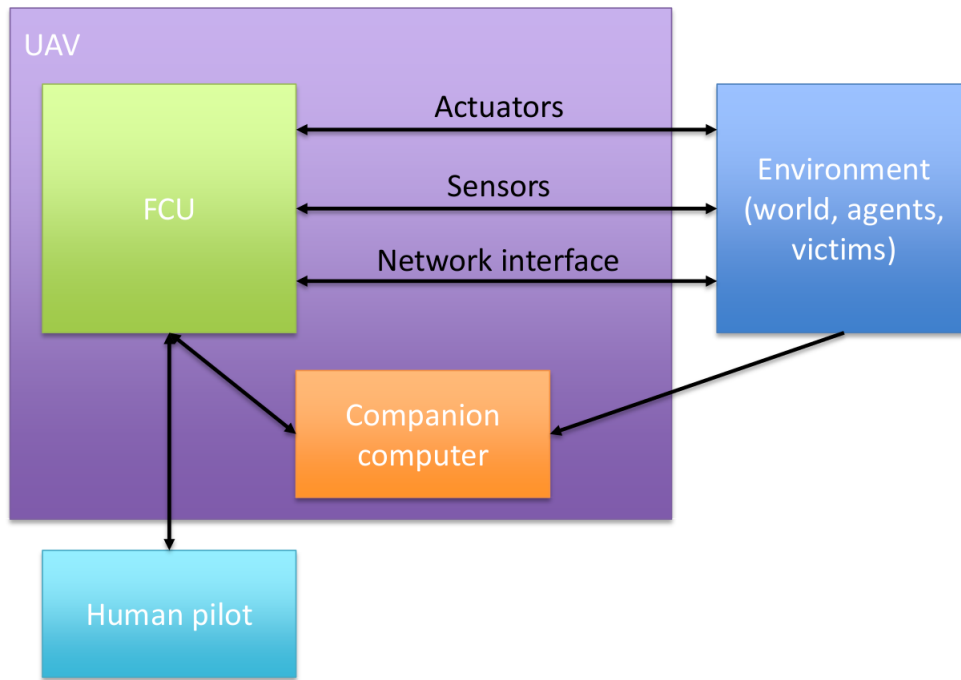 UAV
FCU
Actuators
Sensors
Network interface
Environment
(world, agents,
victims)
Companion
computer
Human pilot